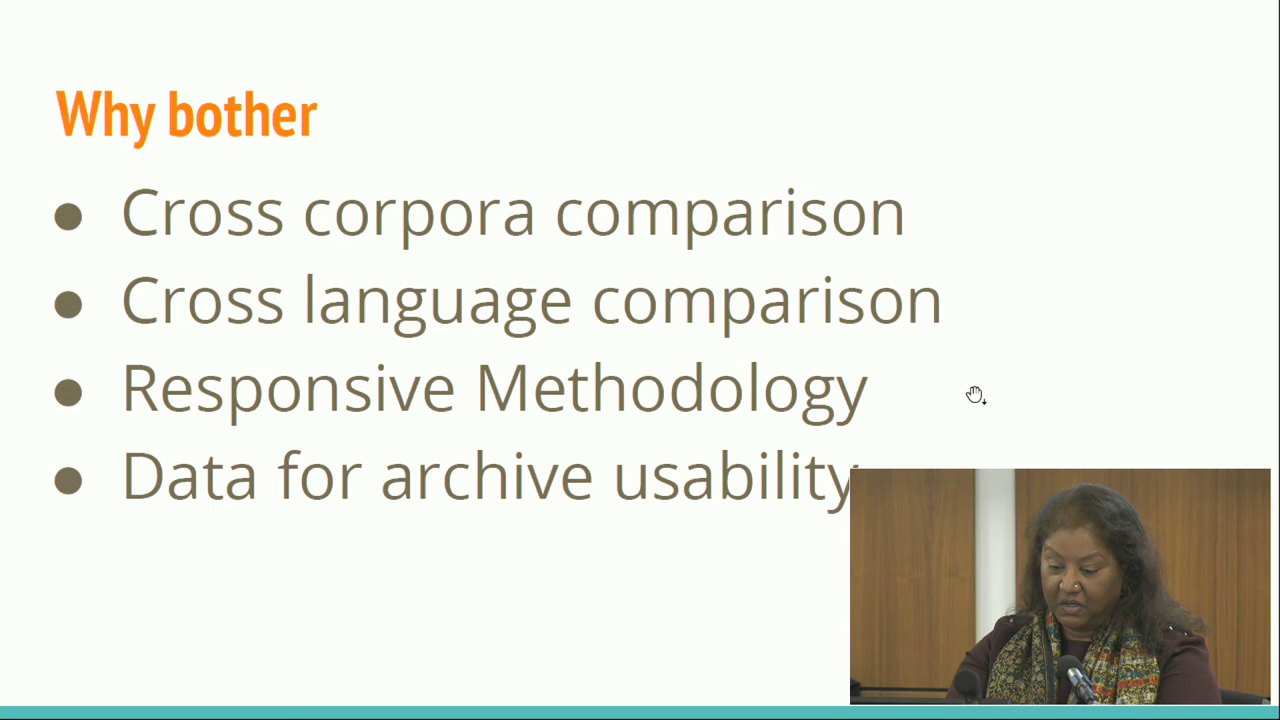 Why bother
● Cross corpora comparison
● Cross language comparison
● Responsive Methodology
● Data for archive usability